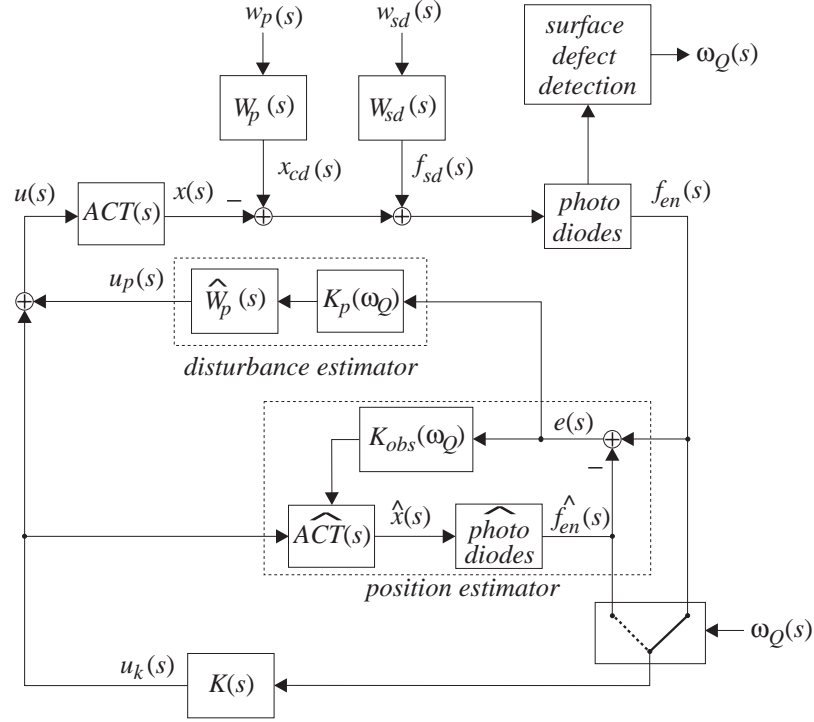 w_p(s)
w_sd(s)
surface
defect
detection
ω_Q(s)
W_p(s)
W_sd(s)
x_cd(s)
f_sd(s)
u(s)
ACT(s)
x(s)
−
photo
diodes
f_en(s)
u_p(s)
Ŵ_p(s)
K_p(ω_Q)
disturbance estimator
K_obs(ω_Q)
e(s)
−
ACT̂(s)
x̂(s)
photô
diodes
f̂_en(s)
position estimator
ω_Q(s)
u_k(s)
K(s)